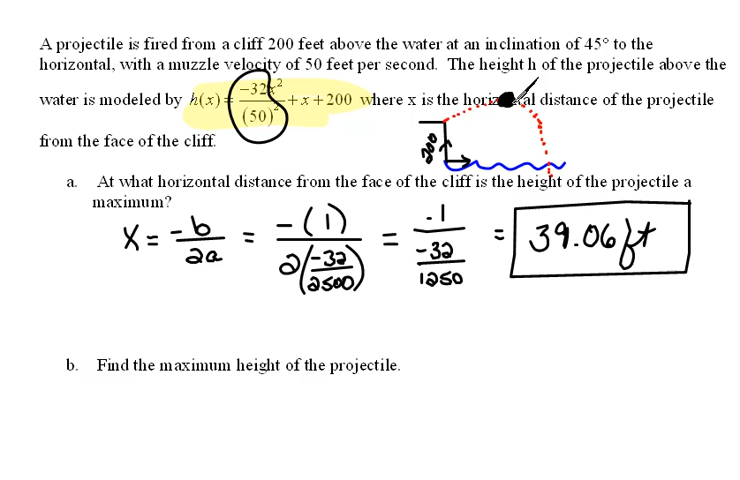 A projectile is fired from a cliff 200 feet above the water at an inclination of 45° to the
horizontal, with a muzzle velocity of 50 feet per second. The height h of the projectile above the
water is modeled by h(x) = -32x²/(50)² + x + 200 where x is the horizontal distance of the projectile
from the face of the cliff.
200
a. At what horizontal distance from the face of the cliff is the height of the projectile a
maximum?
X = -b/2a = -(1)/2(-32/2500) = -1/(-32/1250) = 39.06 ft
b. Find the maximum height of the projectile.